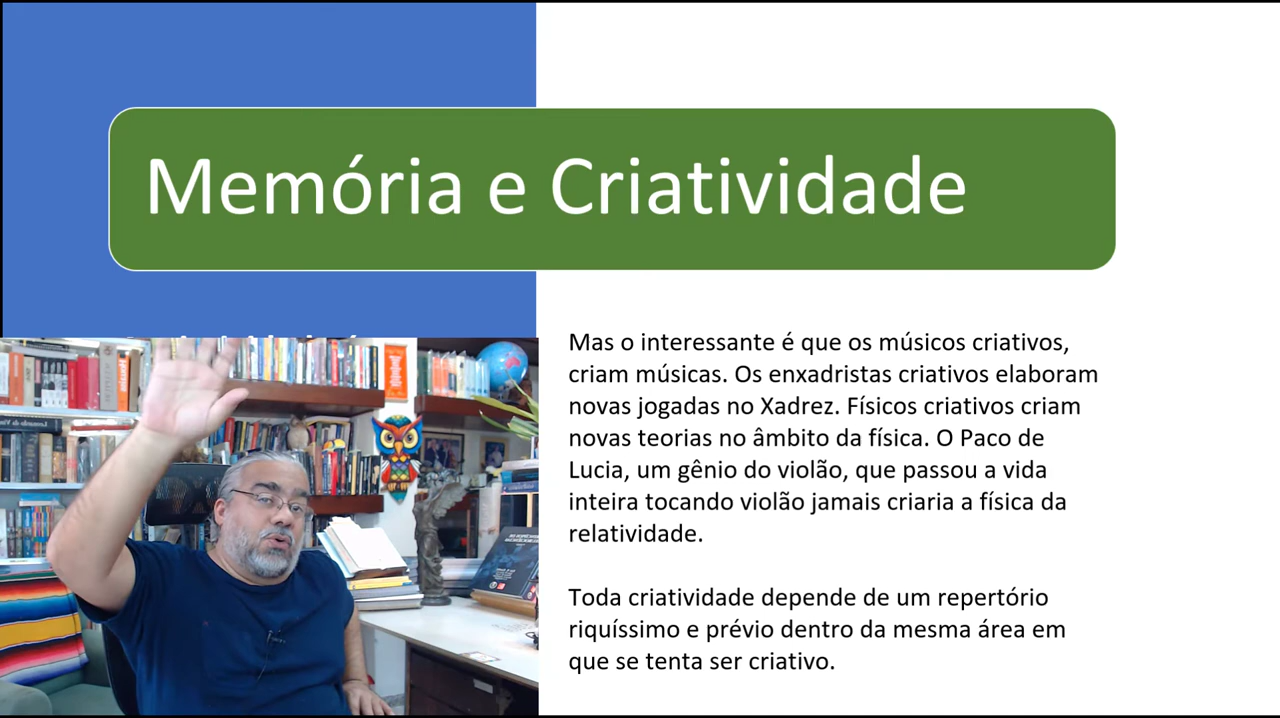 Memória e Criatividade
Mas o interessante é que os músicos criativos,
criam músicas. Os enxadristas criativos elaboram
novas jogadas no Xadrez. Físicos criativos criam
novas teorias no âmbito da física. O Paco de
Lucia, um gênio do violão, que passou a vida
inteira tocando violão jamais criaria a física da
relatividade.
Toda criatividade depende de um repertório
riquíssimo e prévio dentro da mesma área em
que se tenta ser criativo.